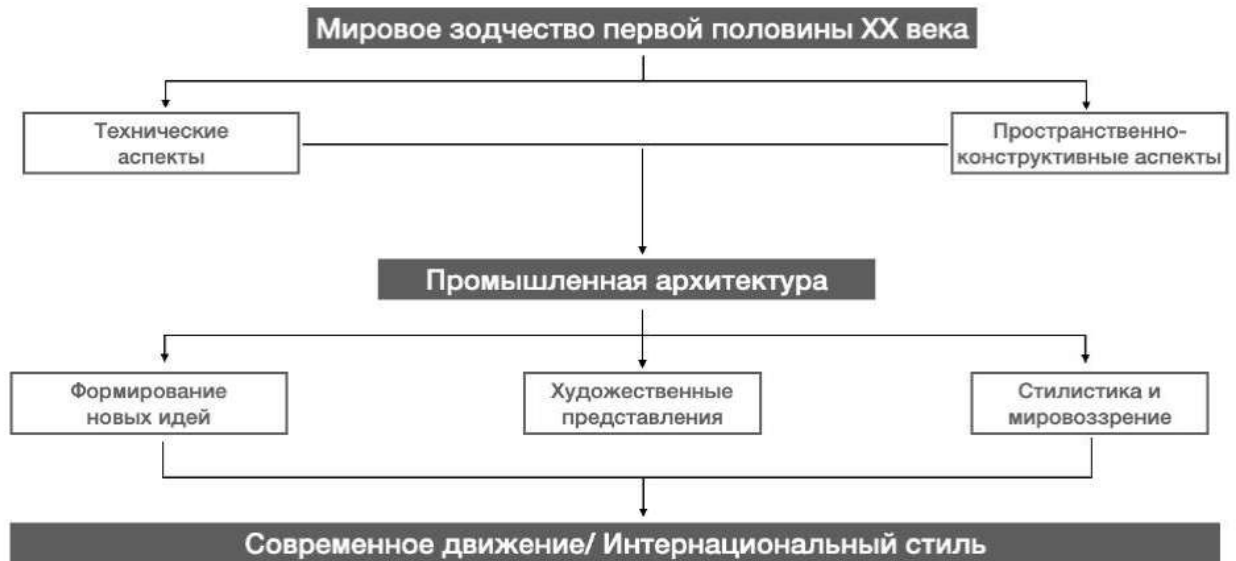 Мировое зодчество первой половины XX века
Технические
аспекты
Пространственно-
конструктивные аспекты
Промышленная архитектура
Формирование
новых идей
Художественные
представления
Стилистика и
мировоззрение
Современное движение/ Интернациональный стиль